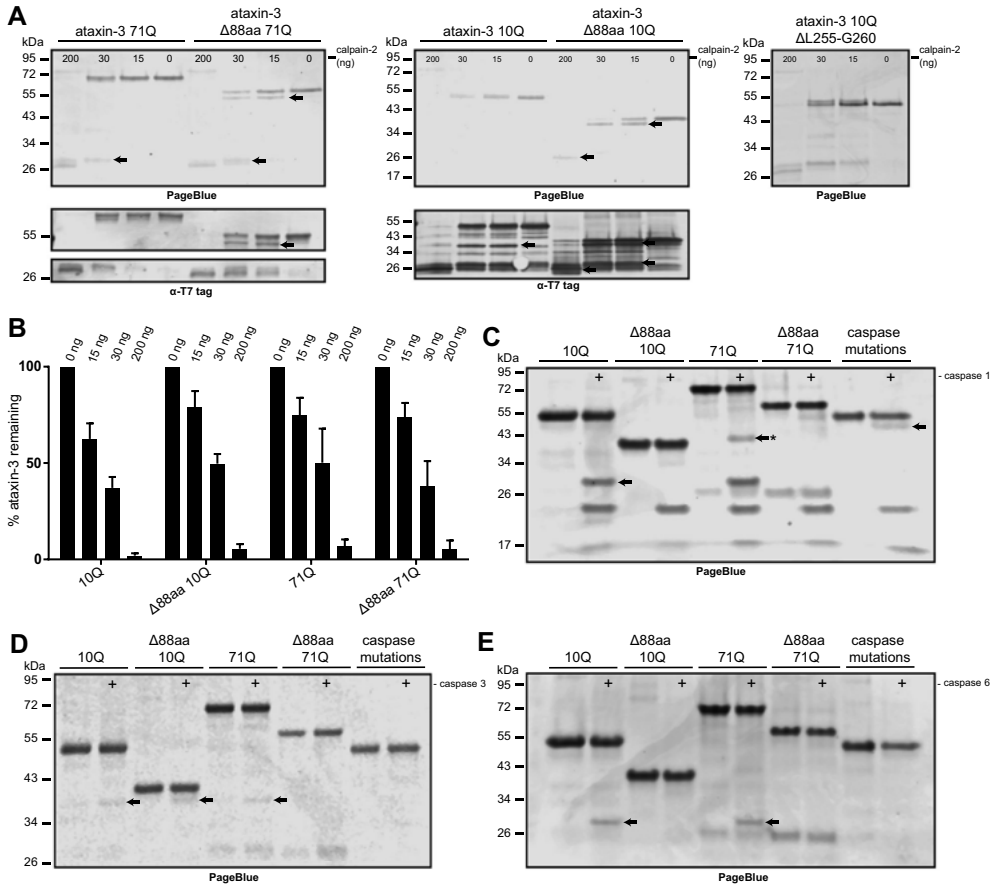 A
ataxin-3 71Q
ataxin-3
Δ88aa 71Q
kDa
200 30 15 0 200 30 15 0
calpain-2
(ng)
95
72
55
43
34
26
PageBlue
55
26
α-T7 tag
ataxin-3 10Q
ataxin-3
Δ88aa 10Q
kDa
200 30 15 0 200 30 15 0
calpain-2
(ng)
95
72
55
43
34
26
17
PageBlue
55
43
34
26
α-T7 tag
ataxin-3 10Q
ΔL255-G260
kDa
200 30 15 0
calpain-2
(ng)
95
72
55
43
34
26
PageBlue
B
% ataxin-3 remaining
100
50
0
0 ng 15 ng 30 ng 200 ng 0 ng 15 ng 30 ng 200 ng 0 ng 15 ng 30 ng 200 ng 0 ng 15 ng 30 ng 200 ng
10Q Δ88aa 10Q 71Q Δ88aa 71Q
C
10Q
Δ88aa
10Q
71Q
Δ88aa
71Q
caspase
mutations
kDa
+ + + + +
- caspase 1
95
72
55
43
34
26
17
*
PageBlue
D
10Q
Δ88aa
10Q
71Q
Δ88aa
71Q
caspase
mutations
kDa
+ + + + +
- caspase 3
95
72
55
43
34
26
PageBlue
E
10Q
Δ88aa
10Q
71Q
Δ88aa
71Q
caspase
mutations
kDa
+ + + + +
- caspase 6
95
72
55
43
34
26
PageBlue